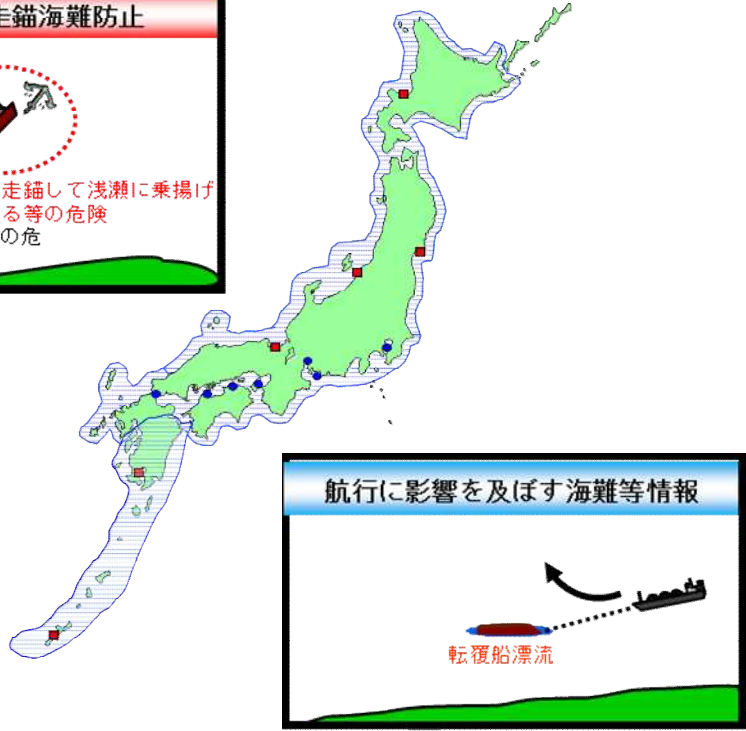 走錨海難防止
走錨して浅瀬に乗揚げ
る等の危険
の危
航行に影響を及ぼす海難等情報
転覆船漂流